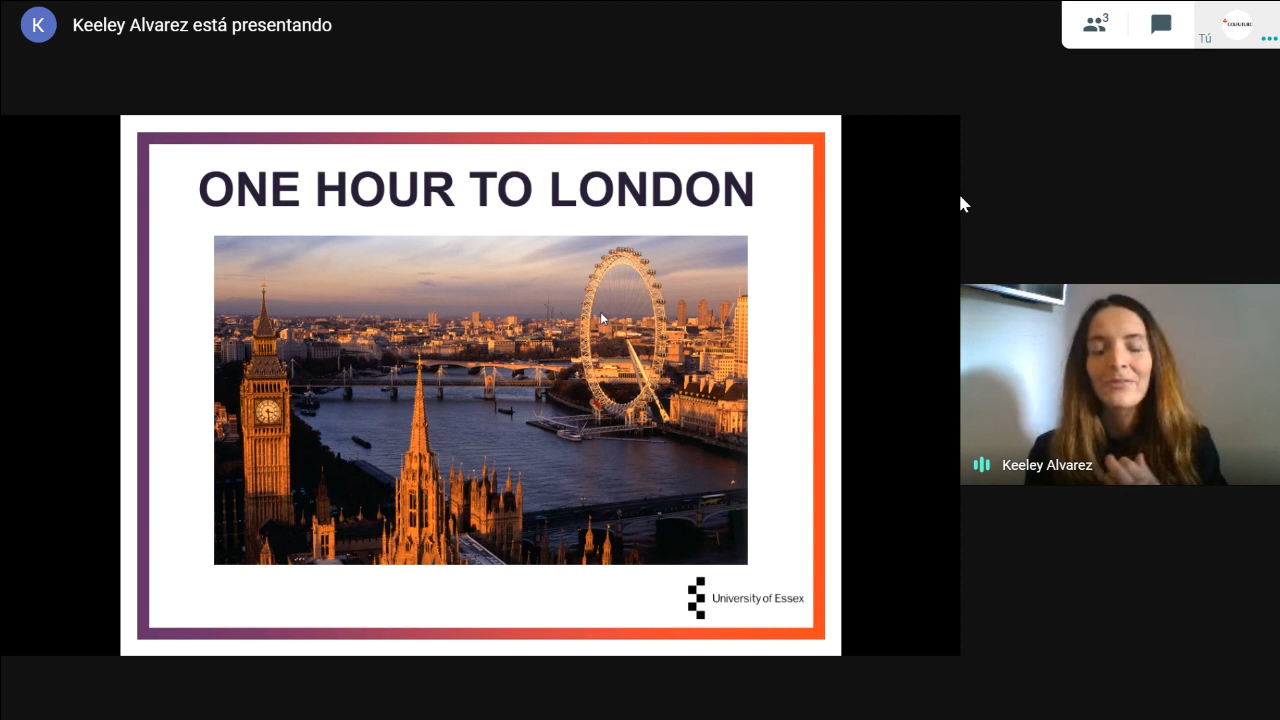 K
Keeley Alvarez está presentando
3
Tú
ONE HOUR TO LONDON
University of Essex
Keeley Alvarez